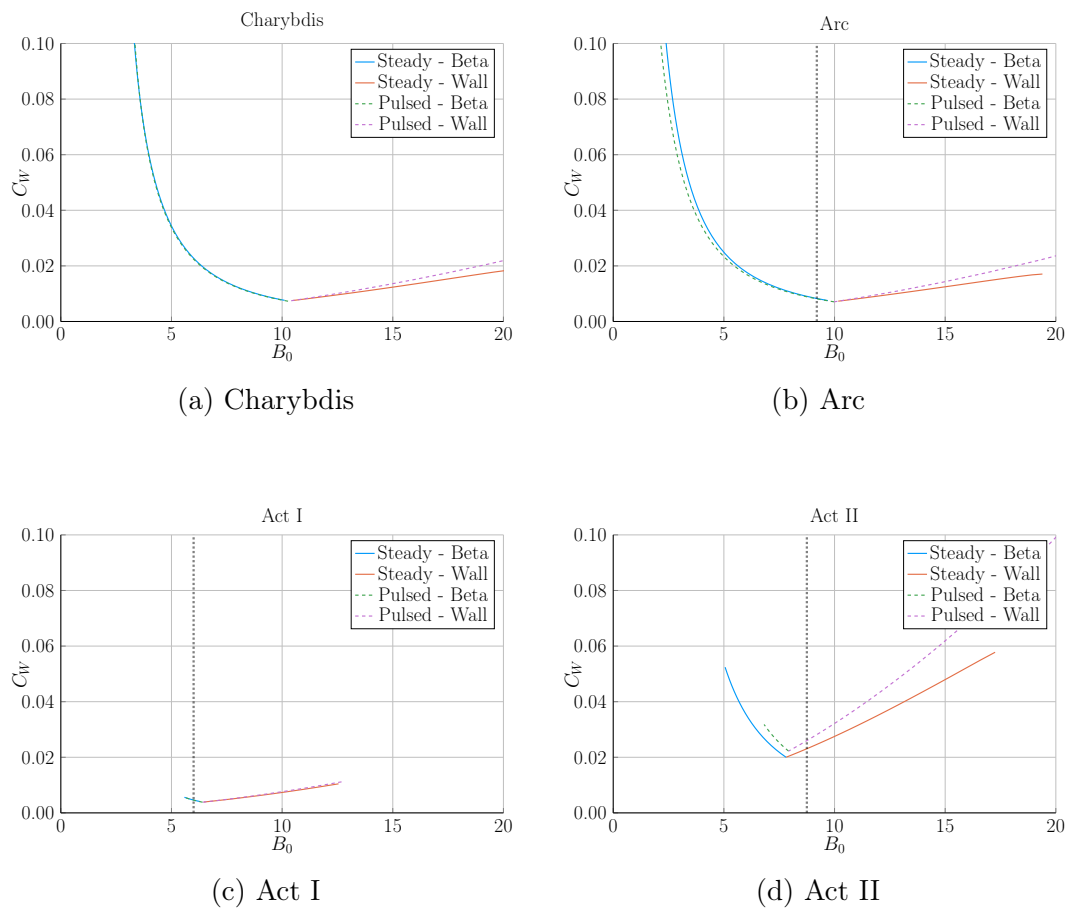 Charybdis
0.10
0.08
0.06
0.04
0.02
0.00
C_W
0
5
10
15
20
B_0
Steady - Beta
Steady - Wall
Pulsed - Beta
Pulsed - Wall
(a) Charybdis
Arc
0.10
0.08
0.06
0.04
0.02
0.00
C_W
0
5
10
15
20
B_0
Steady - Beta
Steady - Wall
Pulsed - Beta
Pulsed - Wall
(b) Arc
Act I
0.10
0.08
0.06
0.04
0.02
0.00
C_W
0
5
10
15
20
B_0
Steady - Beta
Steady - Wall
Pulsed - Beta
Pulsed - Wall
(c) Act I
Act II
0.10
0.08
0.06
0.04
0.02
0.00
C_W
0
5
10
15
20
B_0
Steady - Beta
Steady - Wall
Pulsed - Beta
Pulsed - Wall
(d) Act II